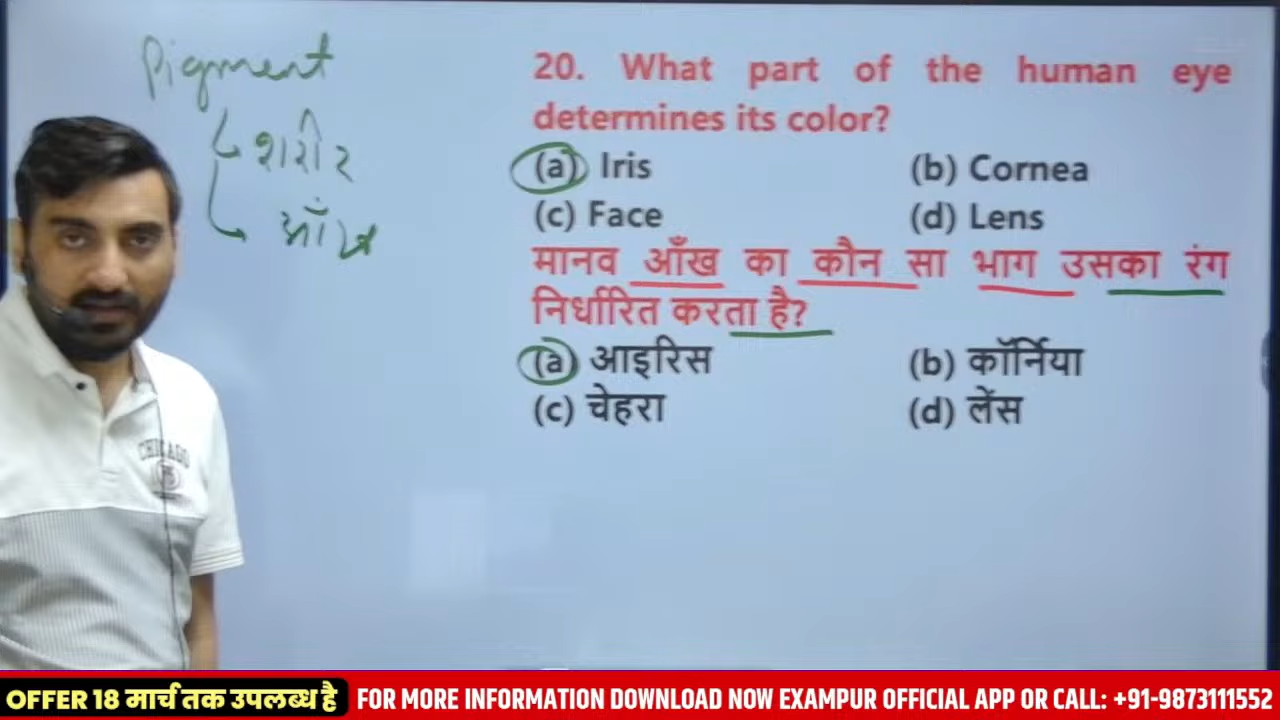 Pigment
शरीर
आँख
20. What part of the human eye
determines its color?
(a) Iris (b) Cornea
(c) Face (d) Lens
मानव आँख का कौन सा भाग उसका रंग
निर्धारित करता है?
(a) आइरिस (b) कॉर्निया
(c) चेहरा (d) लेंस
CHICAGO
OFFER 18 मार्च तक उपलब्ध है FOR MORE INFORMATION DOWNLOAD NOW EXAMPUR OFFICIAL APP OR CALL: +91-9873111552